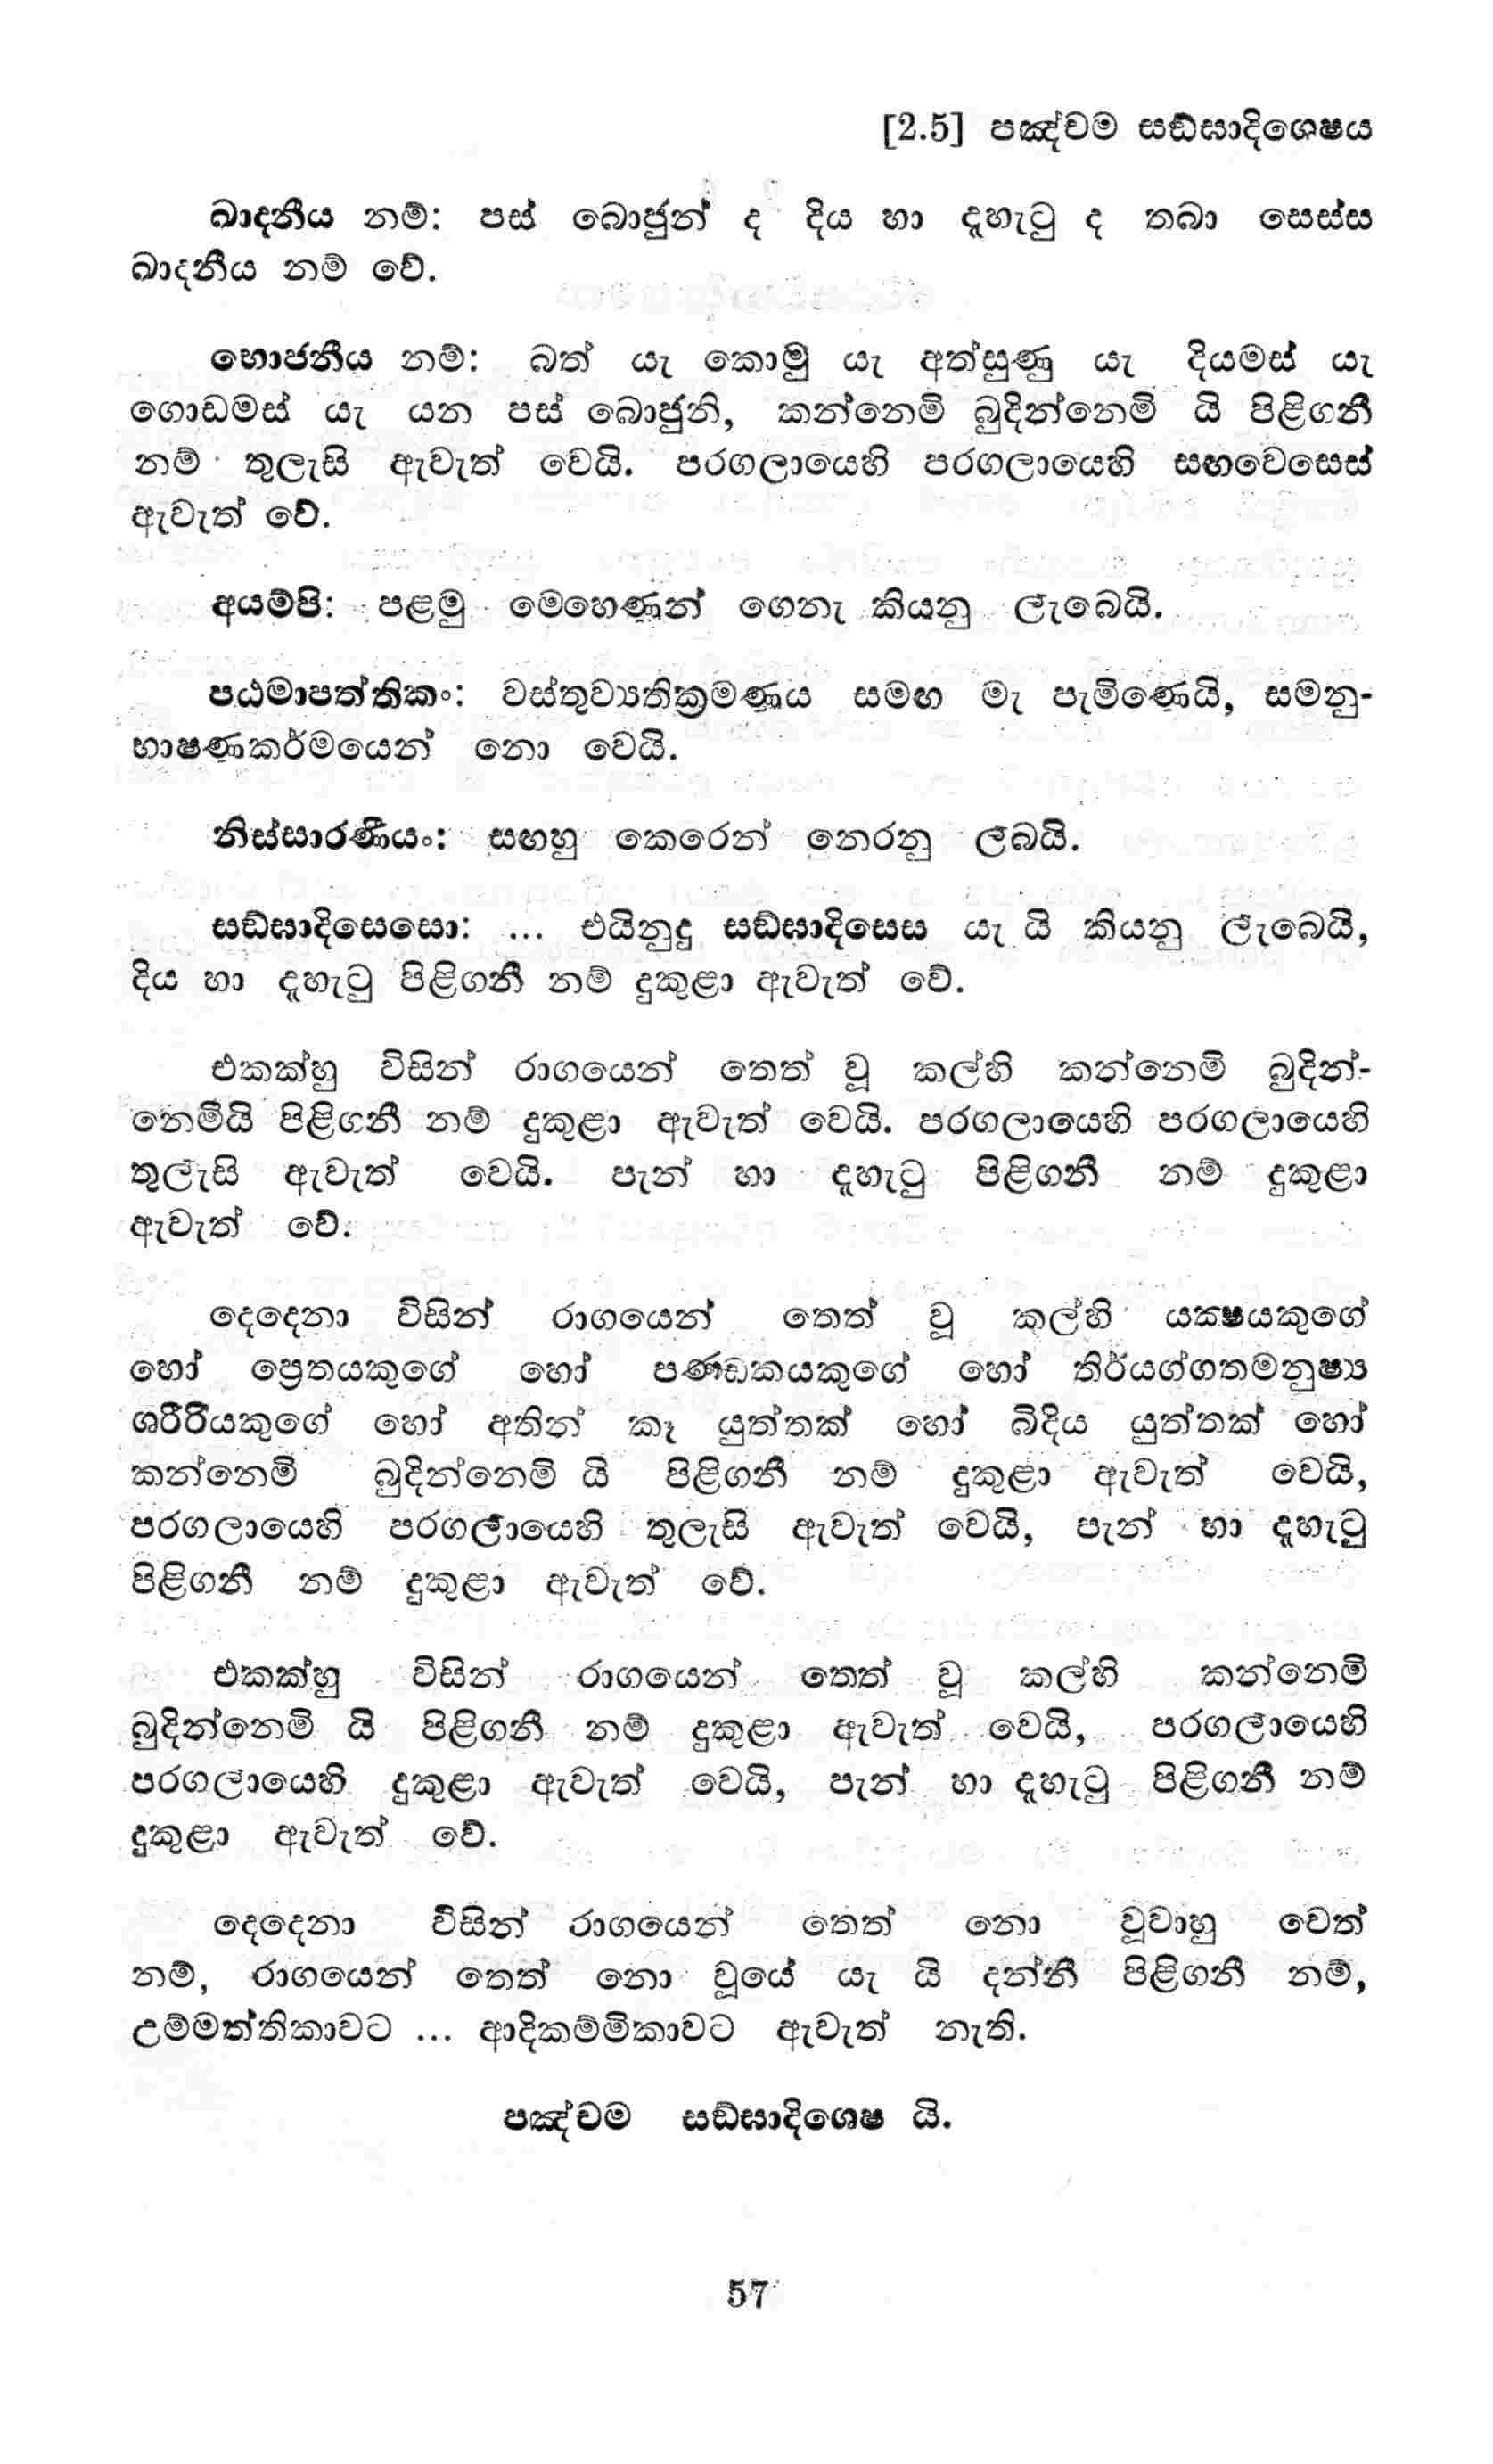 [2.5] පඤ්චම සඞ්ඝාදිශෙෂය
ඛාදනීය නම්: පස් බොජුන් ද දිය හා දැහැටු ද තබා සෙස්ස
ඛාදනීය නම් වේ.
භොජනීය නම්: බත් යැ කොමු යැ අත්සුණු යැ දියමස් යැ
ගොඩමස් යැ යන පස් බොජුනි, කන්නෙමි බුදින්නෙමි යි පිළිගනී
නම් තුලැසි ඇවැත් වෙයි. පරගලායෙහි පරගලායෙහි සඟවෙසෙස්
ඇවැත් වේ.
අයම්පි: පළමු මෙහෙණුන් ගෙනැ කියනු ලැබෙයි.
පඨමාපත්තිකං: වස්තුව්‍යතික්‍රමණය සමඟ මැ පැමිණෙයි, සමනු-
භාෂණකර්මයෙන් නො වෙයි.
නිස්සාරණීයං: සඟහු කෙරෙන් නෙරනු ලබයි.
සඞ්ඝාදිසෙසො: ... එයිනුදු සඞ්ඝාදිසෙස යැ යි කියනු ලැබෙයි,
දිය හා දැහැටු පිළිගනී නම් දුකුළා ඇවැත් වේ.
එකක්හු විසින් රාගයෙන් තෙත් වූ කල්හි කන්නෙමි බුදින්-
නෙමියි පිළිගනී නම් දුකුළා ඇවැත් වෙයි. පරගලායෙහි පරගලායෙහි
තුලැසි ඇවැත් වෙයි. පැන් හා දැහැටු පිළිගනී නම් දුකුළා
ඇවැත් වේ.
දෙදෙනා විසින් රාගයෙන් තෙත් වූ කල්හි යක්‍ෂයකුගේ
හෝ ප්‍රෙතයකුගේ හෝ පණ්ඩකයකුගේ හෝ තිර්යග්ගතමනුෂ්‍ය
ශරීරියකුගේ හෝ අතින් කෑ යුත්තක් හෝ බිදිය යුත්තක් හෝ
කන්නෙමි බුදින්නෙමි යි පිළිගනී නම් දුකුළා ඇවැත් වෙයි,
පරගලායෙහි පරගලායෙහි තුලැසි ඇවැත් වෙයි, පැන් හා දැහැටු
පිළිගනී නම් දුකුළා ඇවැත් වේ.
එකක්හු විසින් රාගයෙන් තෙත් වූ කල්හි කන්නෙමි
බුදින්නෙමි යි පිළිගනී නම් දුකුළා ඇවැත් වෙයි, පරගලායෙහි
පරගලායෙහි දුකුළා ඇවැත් වෙයි, පැන් හා දැහැටු පිළිගනී නම්
දුකුළා ඇවැත් වේ.
දෙදෙනා විසින් රාගයෙන් තෙත් නො වූවාහු වෙත්
නම්, රාගයෙන් තෙත් නො වූයේ යැ යි දන්නී පිළිගනී නම්,
උම්මත්තිකාවට ... ආදිකම්මිකාවට ඇවැත් නැති.
පඤ්චම සඞ්ඝාදිශෙෂ යි.
57